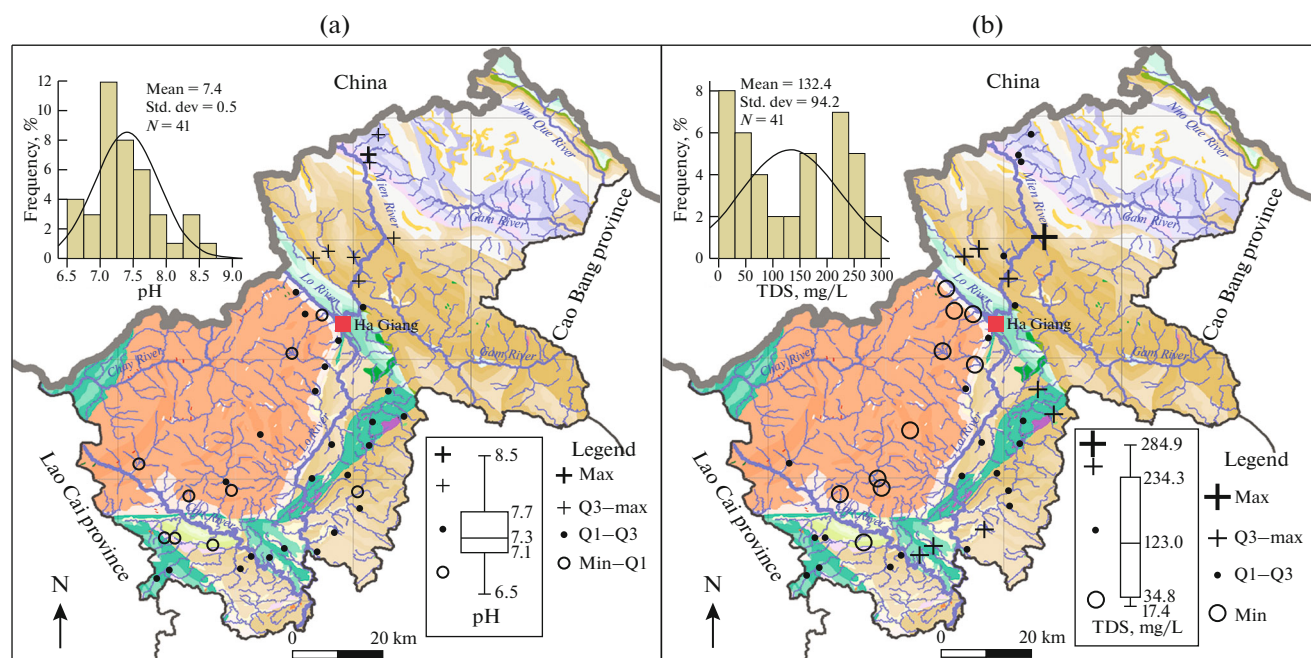 (a)
12
10
8
6
4
2
0
Frequency, %
6.5 7.0 7.5 8.0 8.5 9.0
pH
Mean = 7.4
Std. dev = 0.5
N = 41
China
Nho Que River
Mien River
Gam River
Cao Bang province
Lo River
Ha Giang
Gam River
Chay River
Lo River
Lao Cai province
8.5
7.7
7.3
7.1
6.5
pH
Legend
Max
Q3–max
Q1–Q3
Min–Q1
N
0 20 km
(b)
8
6
4
2
0
Frequency, %
0 50 100 150 200 250 300
TDS, mg/L
Mean = 132.4
Std. dev = 94.2
N = 41
China
Nho Que River
Mien River
Gam River
Cao Bang province
Lo River
Ha Giang
Gam River
Chay River
Lo River
Lao Cai province
284.9
234.3
123.0
34.8
17.4
TDS, mg/L
Legend
Max
Q3–max
Q1–Q3
Min
N
0 20 km